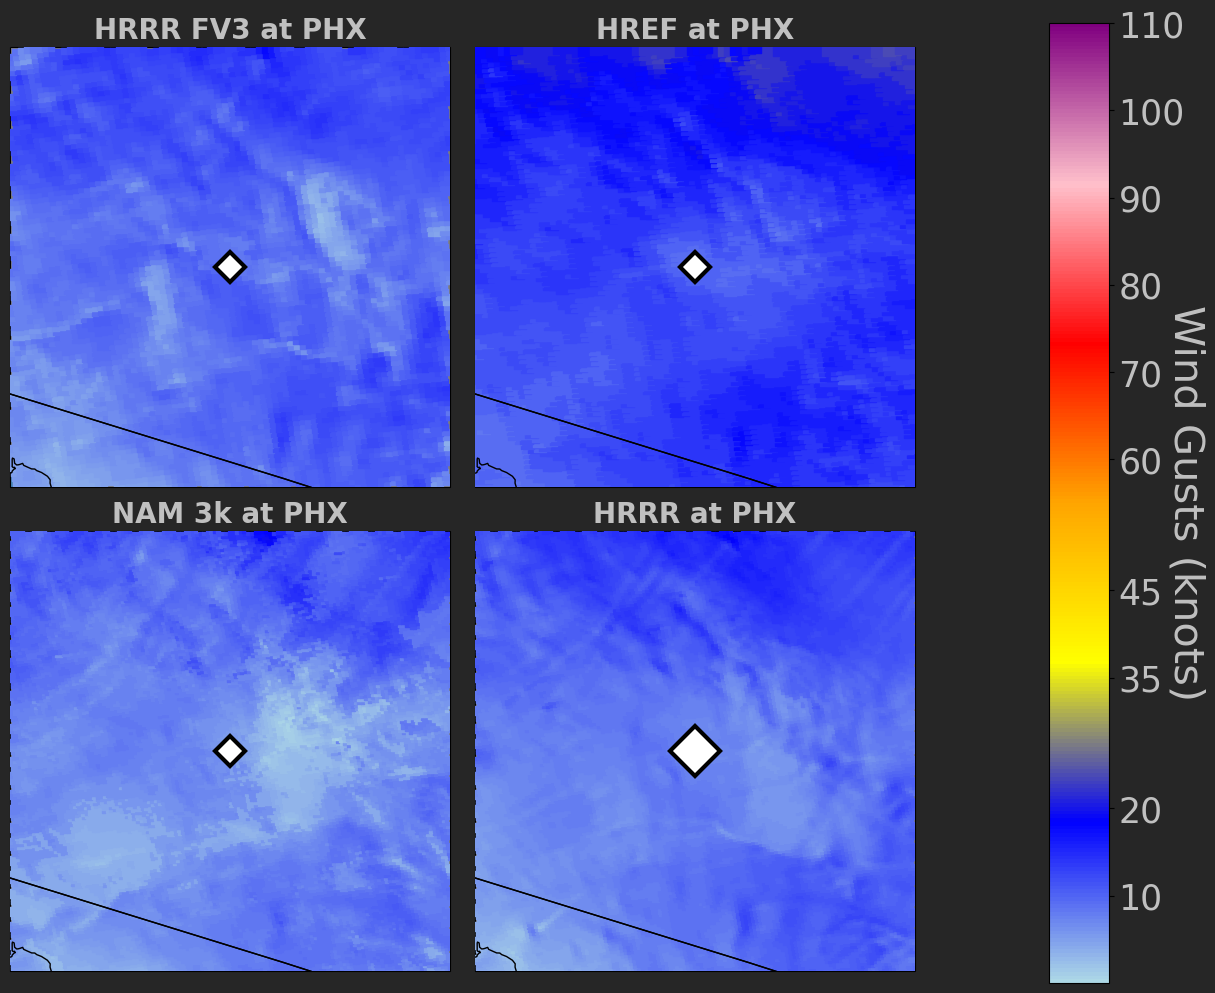 HRRR FV3 at PHX
HREF at PHX
NAM 3k at PHX
HRRR at PHX
110
100
90
80
70
60
45
35
20
10
Wind Gusts (knots)